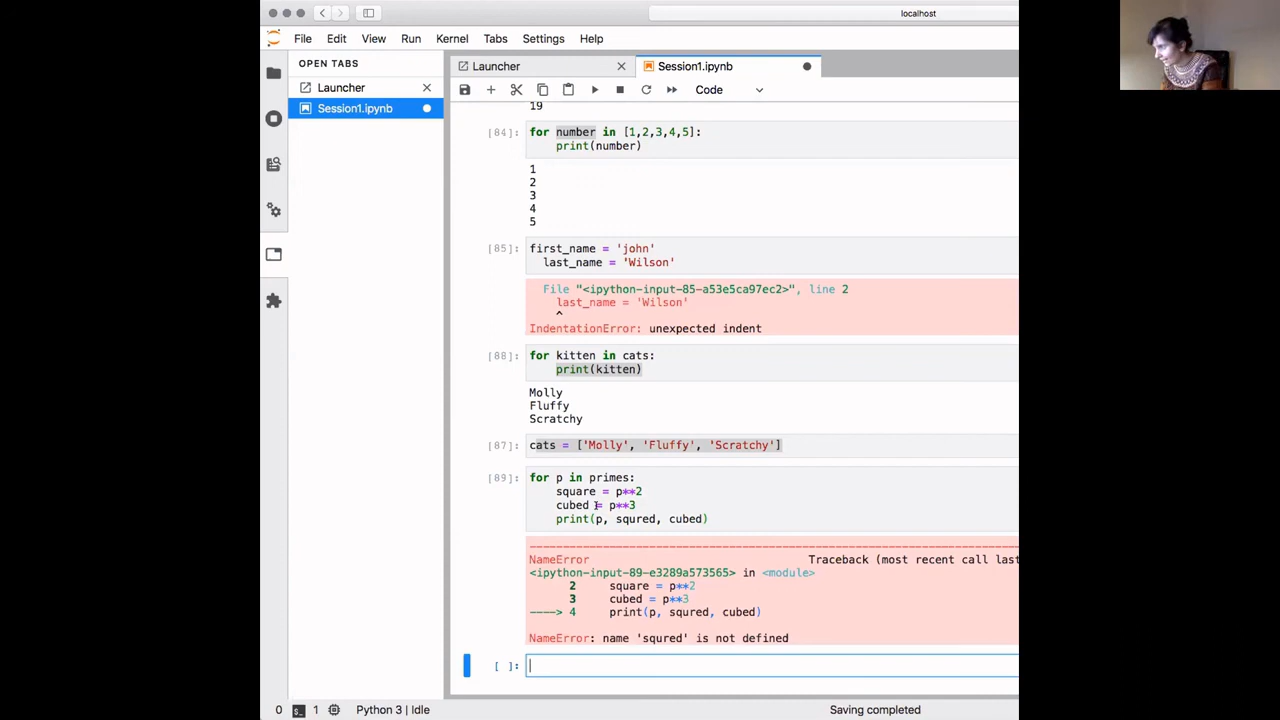 localhost
File Edit View Run Kernel Tabs Settings Help
OPEN TABS
Launcher
Session1.ipynb
Launcher
Session1.ipynb
Code
19
[84]: for number in [1,2,3,4,5]:
print(number)
1
2
3
4
5
[85]: first_name = 'john'
last_name = 'Wilson'
File "<ipython-input-85-a53e5ca97ec2>", line 2
last_name = 'Wilson'
^
IndentationError: unexpected indent
[88]: for kitten in cats:
print(kitten)
Molly
Fluffy
Scratchy
[87]: cats = ['Molly', 'Fluffy', 'Scratchy']
[89]: for p in primes:
square = p**2
cubed = p**3
print(p, squred, cubed)
---------------------------------------------------------------------------
NameError Traceback (most recent call last
<ipython-input-89-e3289a573565> in <module>
2 square = p**2
3 cubed = p**3
----> 4 print(p, squred, cubed)
NameError: name 'squred' is not defined
[ ]:
0 $_ 1 Python 3 | Idle Saving completed